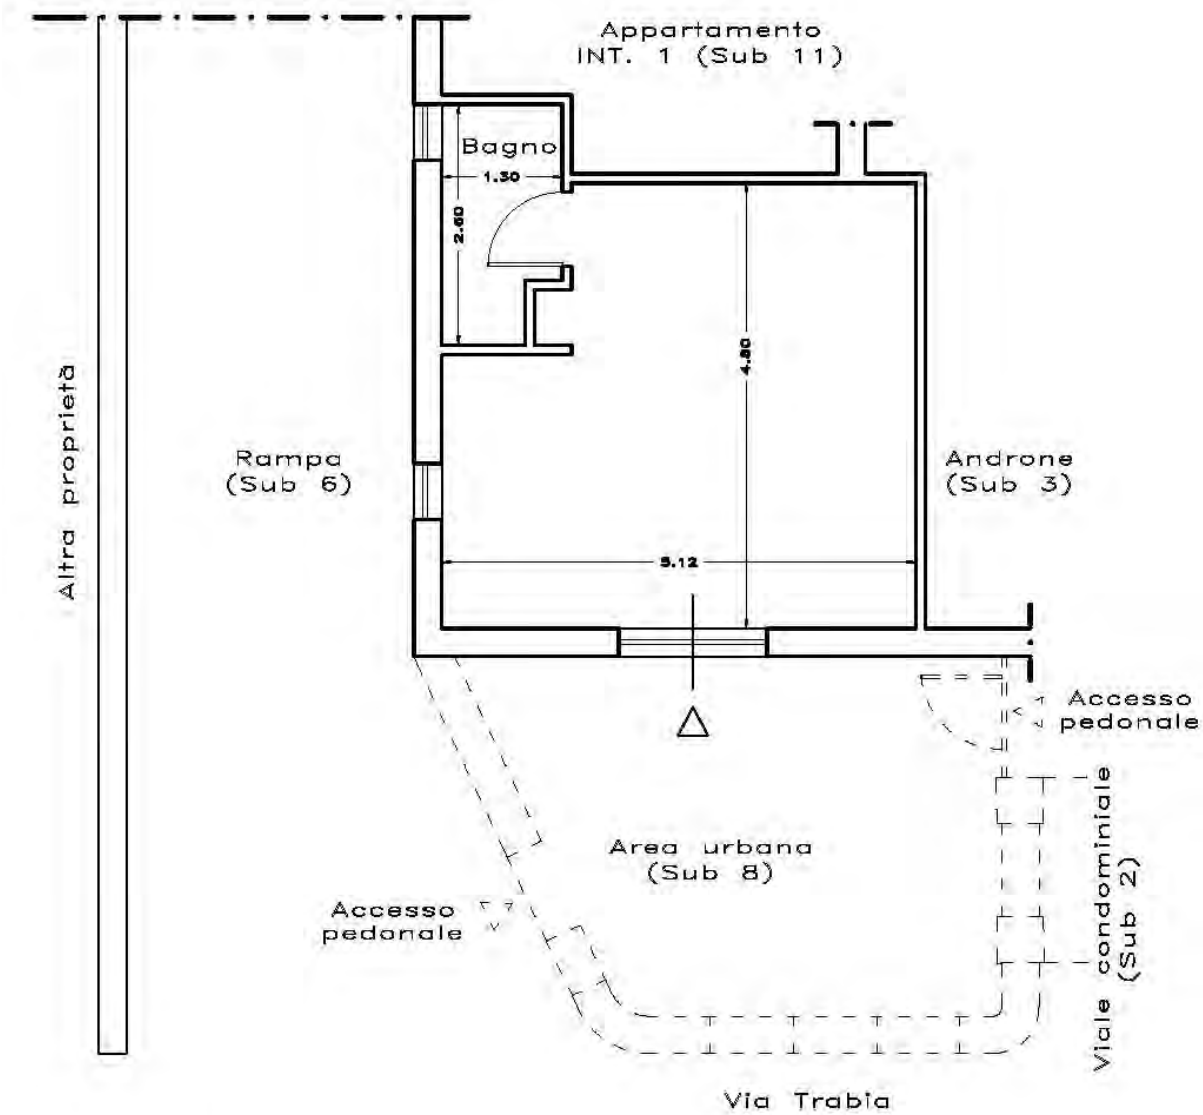 Appartamento
INT. 1 (Sub 11)
Bagno
1.30
2.60
4.80
Altra proprietà
Rampa
(Sub 6)
Androne
(Sub 3)
5.12
Accesso
pedonale
Area urbana
(Sub 8)
Accesso
pedonale
Viale condominiale
(Sub 2)
Via Trabia